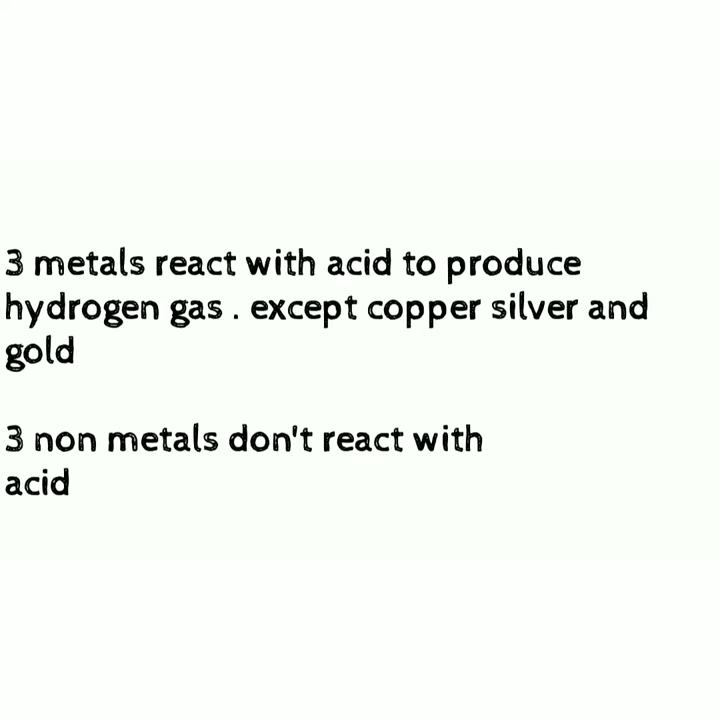 3 metals react with acid to produce
hydrogen gas . except copper silver and
gold
3 non metals don't react with
acid